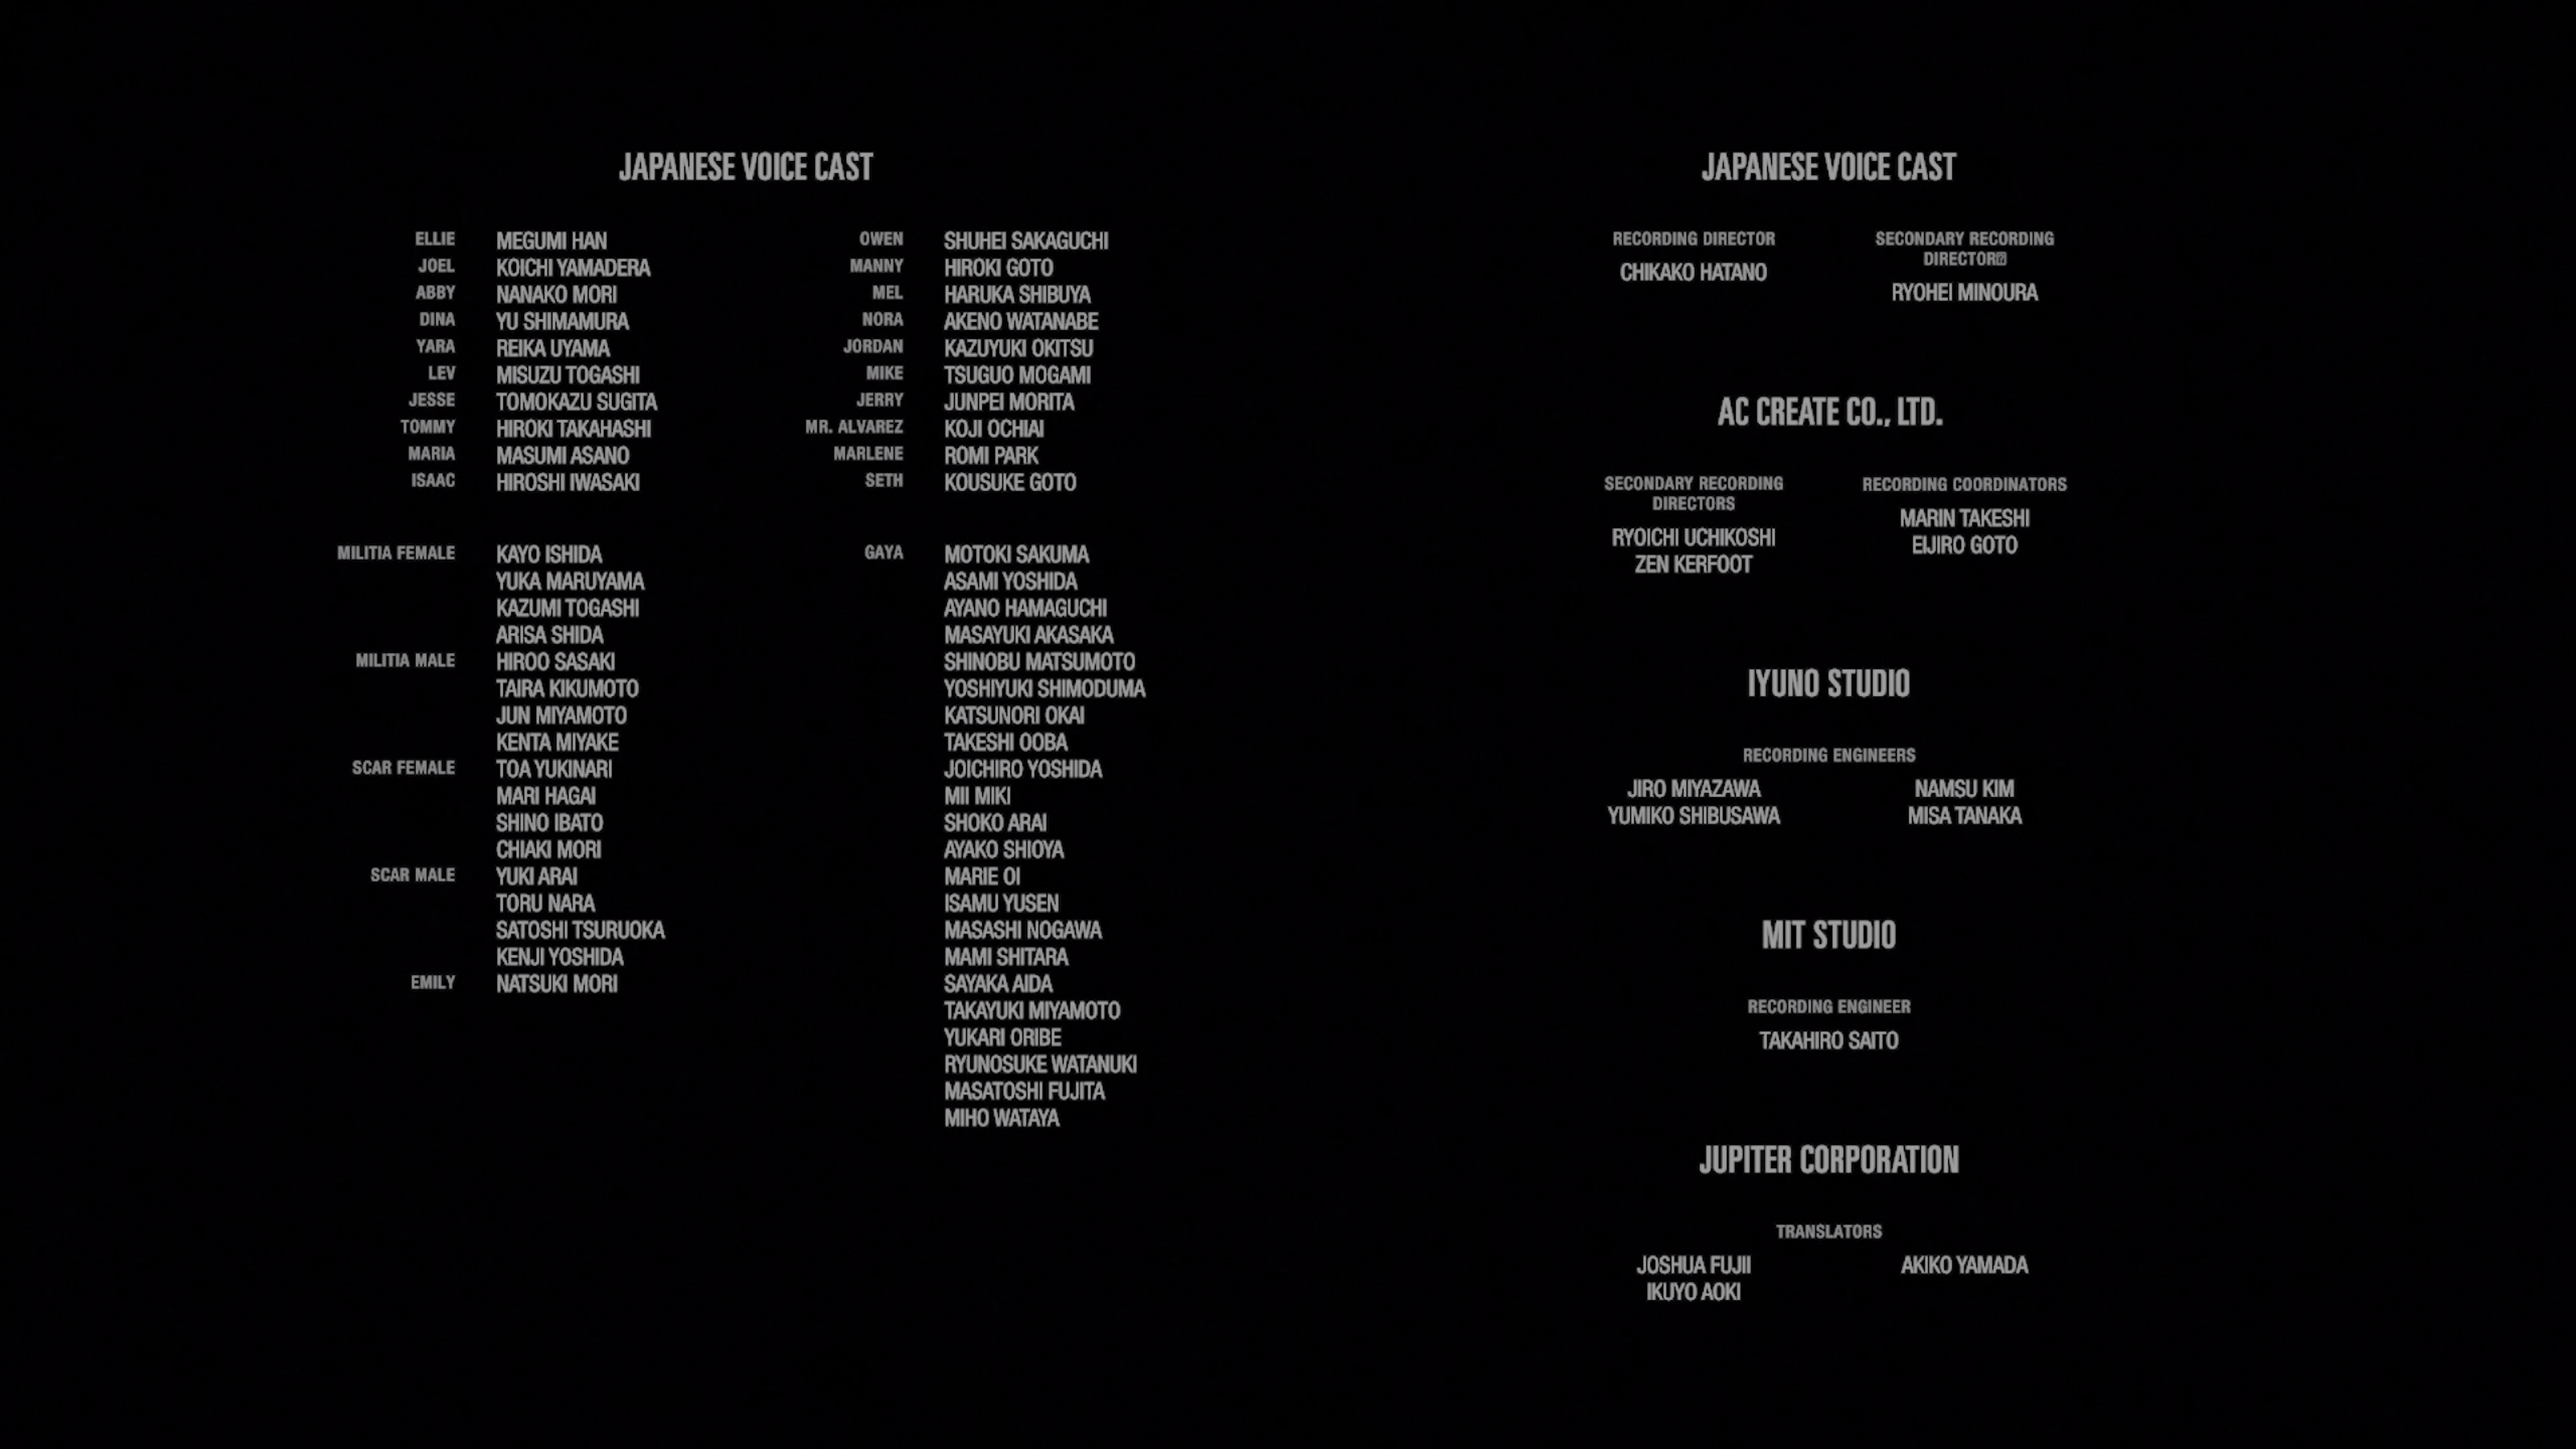 JAPANESE VOICE CAST
ELLIE MEGUMI HAN
JOEL KOICHI YAMADERA
ABBY NANAKO MORI
DINA YU SHIMAMURA
YARA REIKA UYAMA
LEV MISUZU TOGASHI
JESSE TOMOKAZU SUGITA
TOMMY HIROKI TAKAHASHI
MARIA MASUMI ASANO
ISAAC HIROSHI IWASAKI
OWEN SHUHEI SAKAGUCHI
MANNY HIROKI GOTO
MEL HARUKA SHIBUYA
NORA AKENO WATANABE
JORDAN KAZUYUKI OKITSU
MIKE TSUGUO MOGAMI
JERRY JUNPEI MORITA
MR. ALVAREZ KOJI OCHIAI
MARLENE ROMI PARK
SETH KOUSUKE GOTO
MILITIA FEMALE KAYO ISHIDA
YUKA MARUYAMA
KAZUMI TOGASHI
ARISA SHIDA
MILITIA MALE HIROO SASAKI
TAIRA KIKUMOTO
JUN MIYAMOTO
KENTA MIYAKE
SCAR FEMALE TOA YUKINARI
MARI HAGAI
SHINO IBATO
CHIAKI MORI
SCAR MALE YUKI ARAI
TORU NARA
SATOSHI TSURUOKA
KENJI YOSHIDA
EMILY NATSUKI MORI
GAYA MOTOKI SAKUMA
ASAMI YOSHIDA
AYANO HAMAGUCHI
MASAYUKI AKASAKA
SHINOBU MATSUMOTO
YOSHIYUKI SHIMODUMA
KATSUNORI OKAI
TAKESHI OOBA
JOICHIRO YOSHIDA
MII MIKI
SHOKO ARAI
AYAKO SHIOYA
MARIE OI
ISAMU YUSEN
MASASHI NOGAWA
MAMI SHITARA
SAYAKA AIDA
TAKAYUKI MIYAMOTO
YUKARI ORIBE
RYUNOSUKE WATANUKI
MASATOSHI FUJITA
MIHO WATAYA
JAPANESE VOICE CAST
RECORDING DIRECTOR
CHIKAKO HATANO
SECONDARY RECORDING
DIRECTOR
RYOHEI MINOURA
AC CREATE CO., LTD.
SECONDARY RECORDING
DIRECTORS
RYOICHI UCHIKOSHI
ZEN KERFOOT
RECORDING COORDINATORS
MARIN TAKESHI
EIJIRO GOTO
IYUNO STUDIO
RECORDING ENGINEERS
JIRO MIYAZAWA
YUMIKO SHIBUSAWA
NAMSU KIM
MISA TANAKA
MIT STUDIO
RECORDING ENGINEER
TAKAHIRO SAITO
JUPITER CORPORATION
TRANSLATORS
JOSHUA FUJII
IKUYO AOKI
AKIKO YAMADA